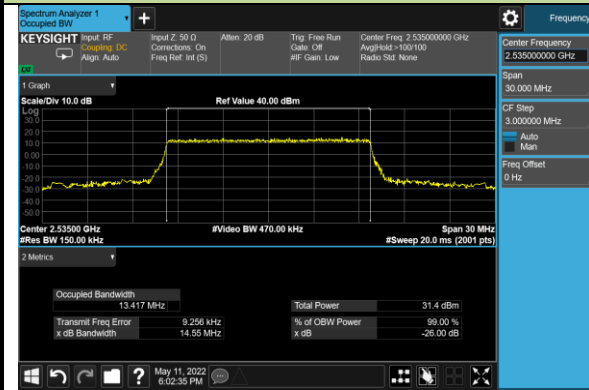 Spectrum Analyzer 1
Occupied BW
Frequency
KEYSIGHT Input: RF Input Z: 50 Ω Atten: 20 dB Trig: Free Run Center Freq: 2.535000000 GHz
Coupling: DC Corrections: On Gate: Off Avg|Hold:>100/100
Align: Auto Freq Ref: Int (S) #IF Gain: Low Radio Std: None
Center Frequency
2.535000000 GHz
Span
30.000 MHz
CF Step
3.000000 MHz
Auto
Man
Freq Offset
0 Hz
1 Graph
Scale/Div 10.0 dB Ref Value 40.00 dBm
Log
30.0
20.0
10.0
0.00
-10.0
-20.0
-30.0
-40.0
-50.0
Center 2.53500 GHz #Video BW 470.00 kHz Span 30 MHz
#Res BW 150.00 kHz #Sweep 20.0 ms (2001 pts)
2 Metrics
Occupied Bandwidth
13.417 MHz Total Power 31.4 dBm
Transmit Freq Error 9.256 kHz % of OBW Power 99.00 %
x dB Bandwidth 14.55 MHz x dB -26.00 dB
?
May 11, 2022
6:02:35 PM